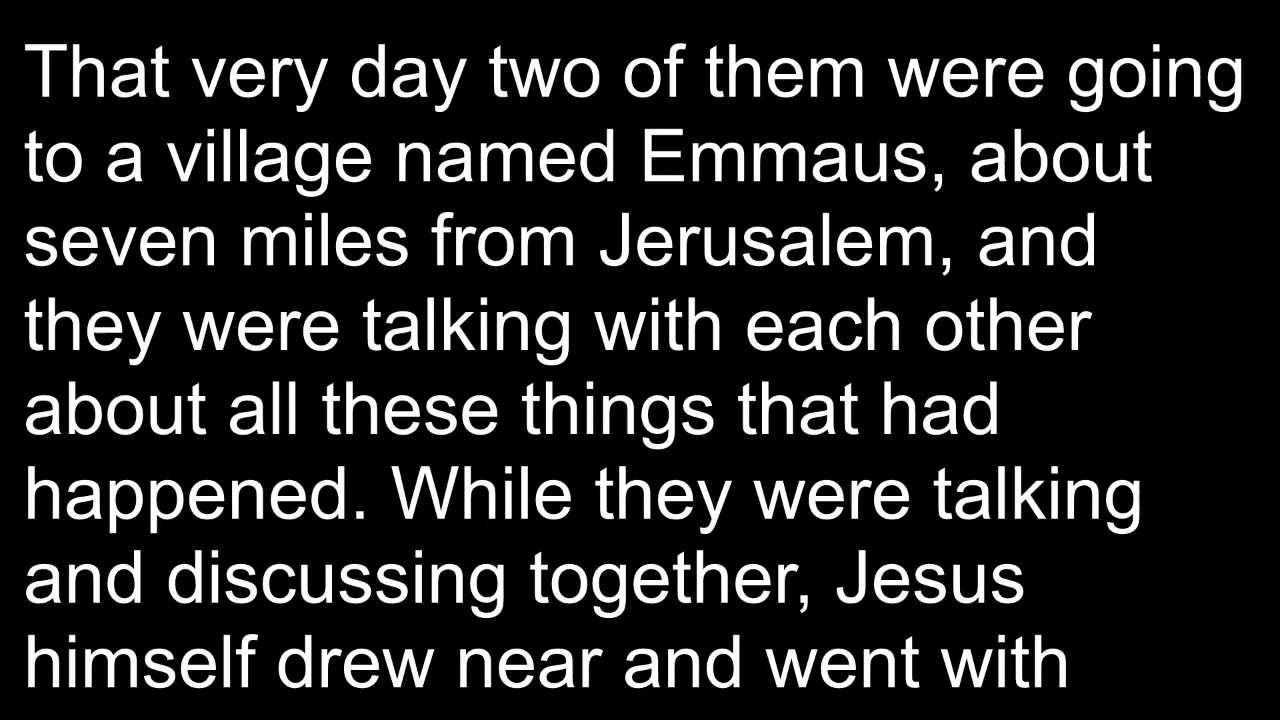 That very day two of them were going
to a village named Emmaus, about
seven miles from Jerusalem, and
they were talking with each other
about all these things that had
happened. While they were talking
and discussing together, Jesus
himself drew near and went with